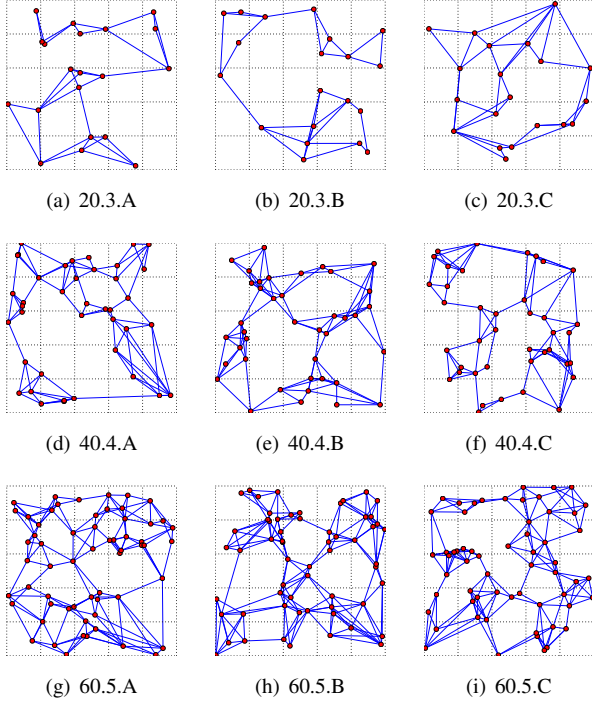 (a) 20.3.A
(b) 20.3.B
(c) 20.3.C
(d) 40.4.A
(e) 40.4.B
(f) 40.4.C
(g) 60.5.A
(h) 60.5.B
(i) 60.5.C